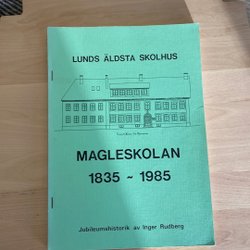 LUNDS ÄLDSTA SKOLHUS
MAGLESKOLAN
1835 ~ 1985
Jubileumshistorik av Inger Rudberg